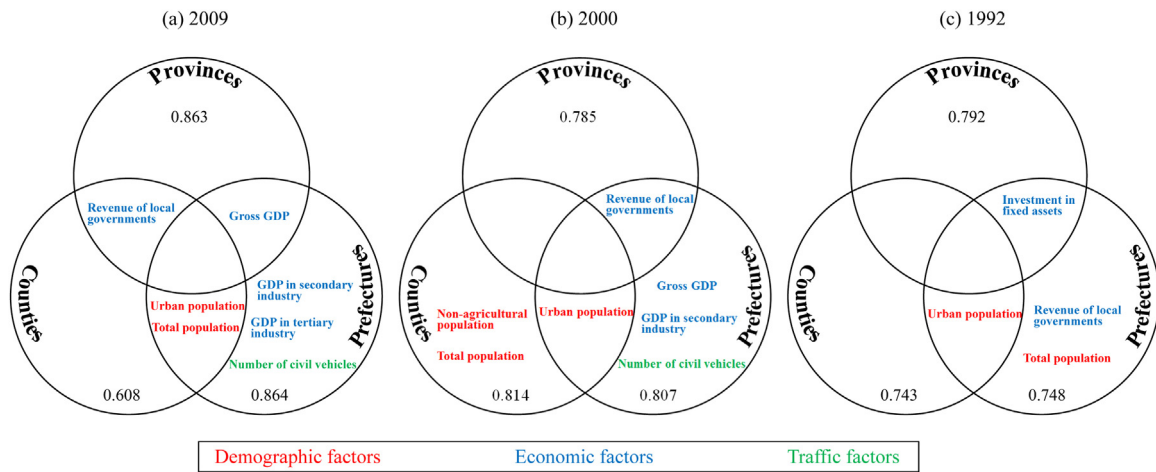 (a) 2009
Provinces
0.863
Revenue of local
governments
Gross GDP
Counties
Prefectures
GDP in secondary
industry
Urban population
Total population
GDP in tertiary
industry
Number of civil vehicles
0.608
0.864
(b) 2000
Provinces
0.785
Revenue of local
governments
Counties
Prefectures
Gross GDP
Non-agricultural
population
Urban population
GDP in secondary
industry
Total population
Number of civil vehicles
0.814
0.807
(c) 1992
Provinces
0.792
Investment in
fixed assets
Counties
Prefectures
Urban population
Revenue of local
governments
Total population
0.743
0.748
Demographic factors
Economic factors
Traffic factors